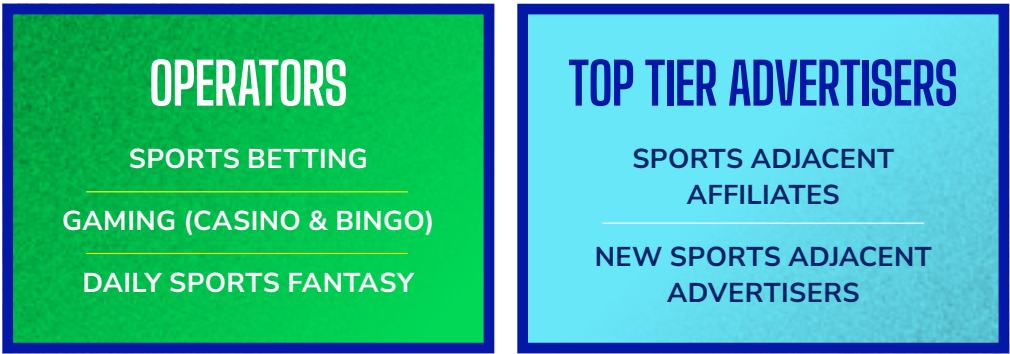 OPERATORS
SPORTS BETTING
GAMING (CASINO & BINGO)
DAILY SPORTS FANTASY
TOP TIER ADVERTISERS
SPORTS ADJACENT
AFFILIATES
NEW SPORTS ADJACENT
ADVERTISERS